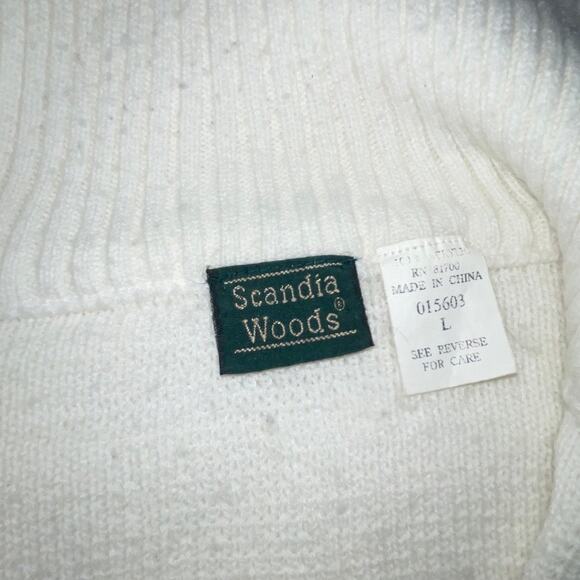 Scandia
Woods®
RN 81700
MADE IN CHINA
015603
L
SEE REVERSE
FOR CARE